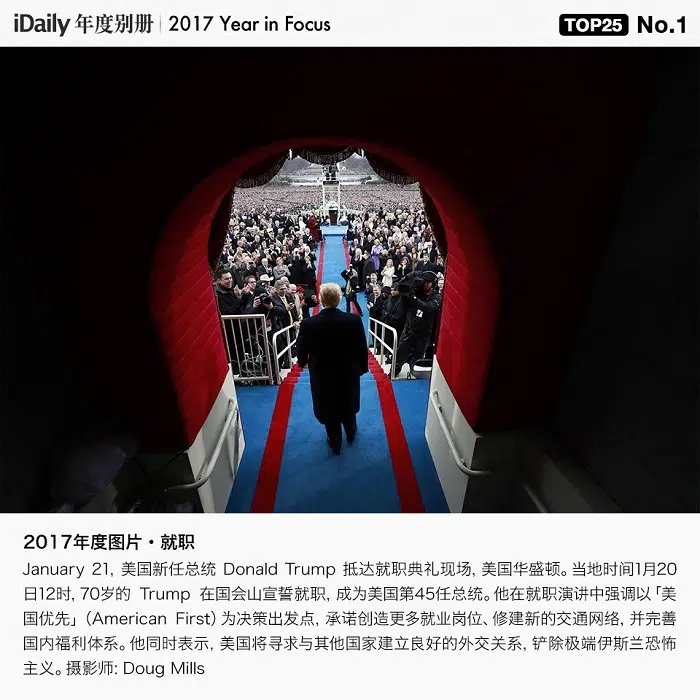 iDaily 年度别册 | 2017 Year in Focus
TOP25 No.1
2017年度图片・就职
January 21, 美国新任总统 Donald Trump 抵达就职典礼现场, 美国华盛顿。当地时间1月20
日12时, 70岁的 Trump 在国会山宣誓就职, 成为美国第45任总统。他在就职演讲中强调以「美
国优先」(American First) 为决策出发点, 承诺创造更多就业岗位、修建新的交通网络, 并完善
国内福利体系。他同时表示, 美国将寻求与其他国家建立良好的外交关系, 铲除极端伊斯兰恐怖
主义。摄影师: Doug Mills